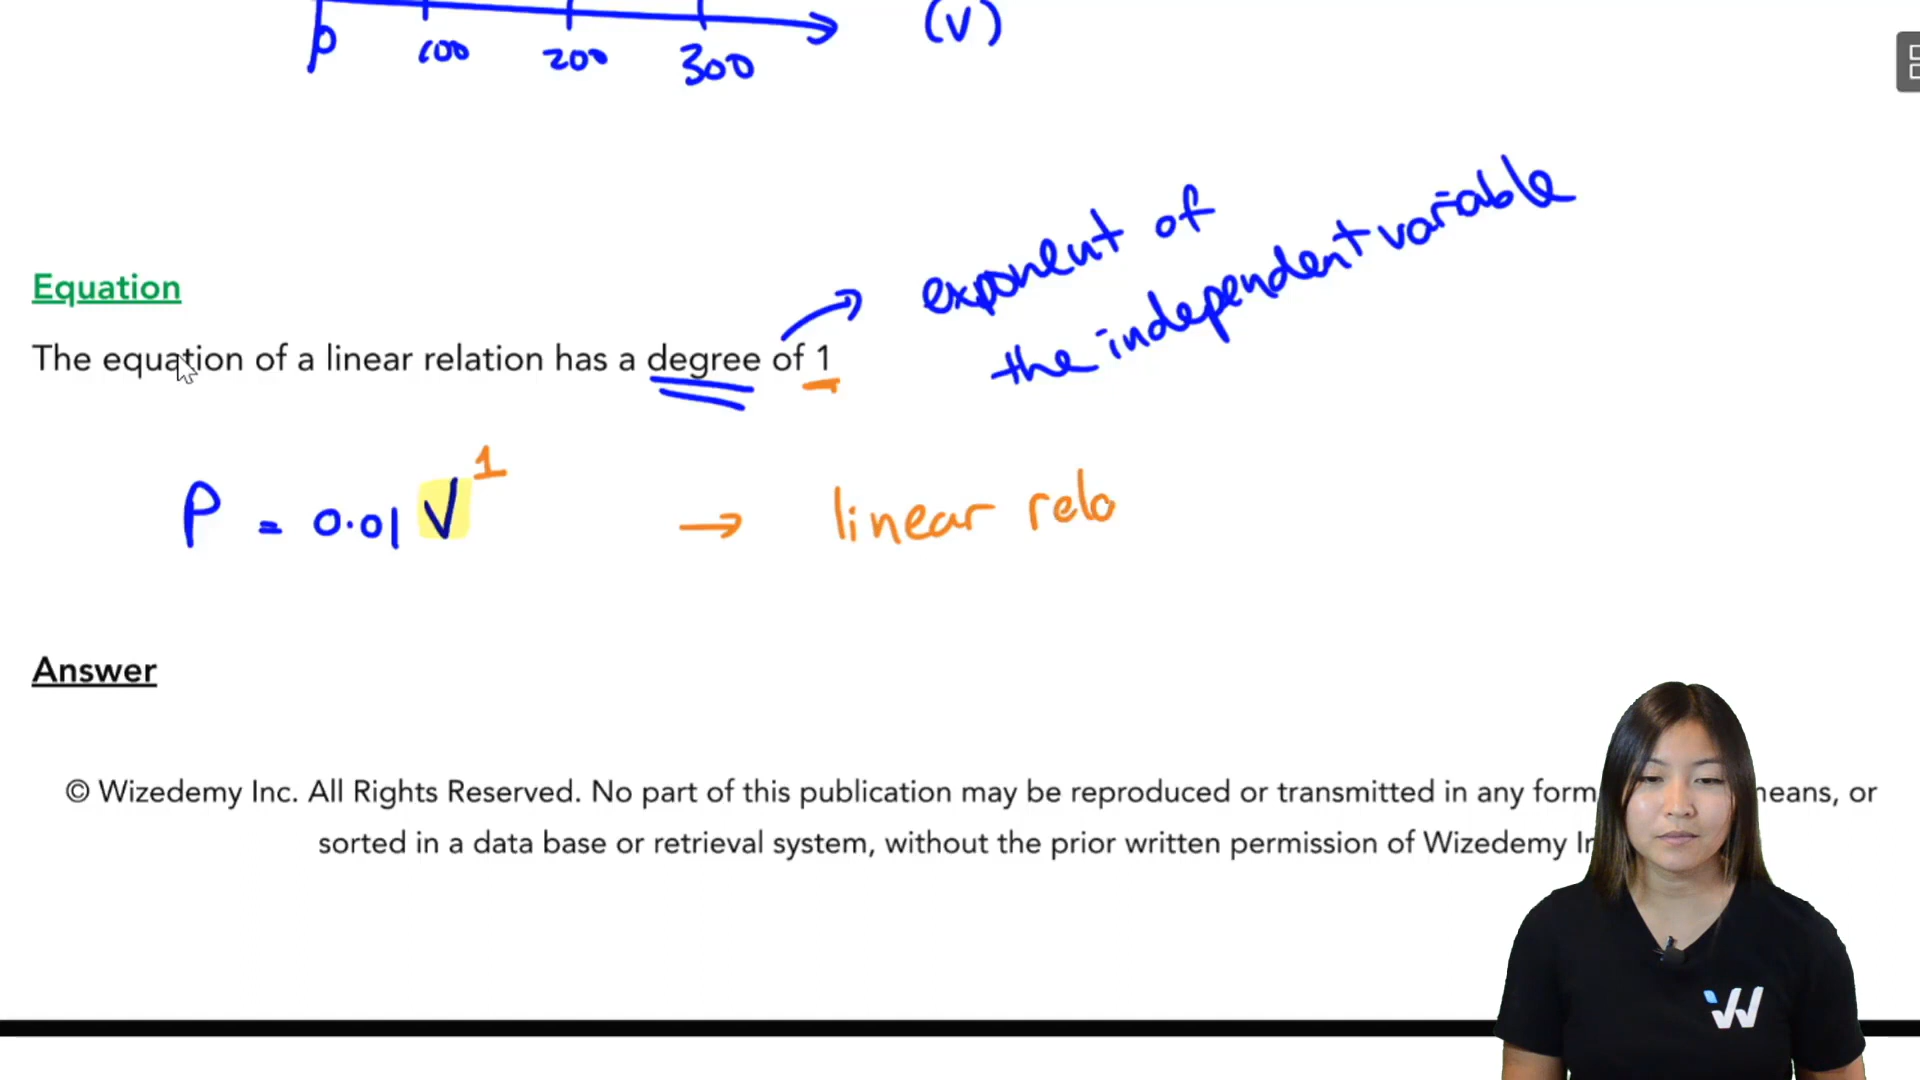 0 100 200 300 (V)
exponent of
the independent variable
Equation
The equation of a linear relation has a degree of 1
P = 0.01 V¹ → linear rela
Answer
© Wizedemy Inc. All Rights Reserved. No part of this publication may be reproduced or transmitted in any form means, or
sorted in a data base or retrieval system, without the prior written permission of Wizedemy In
W